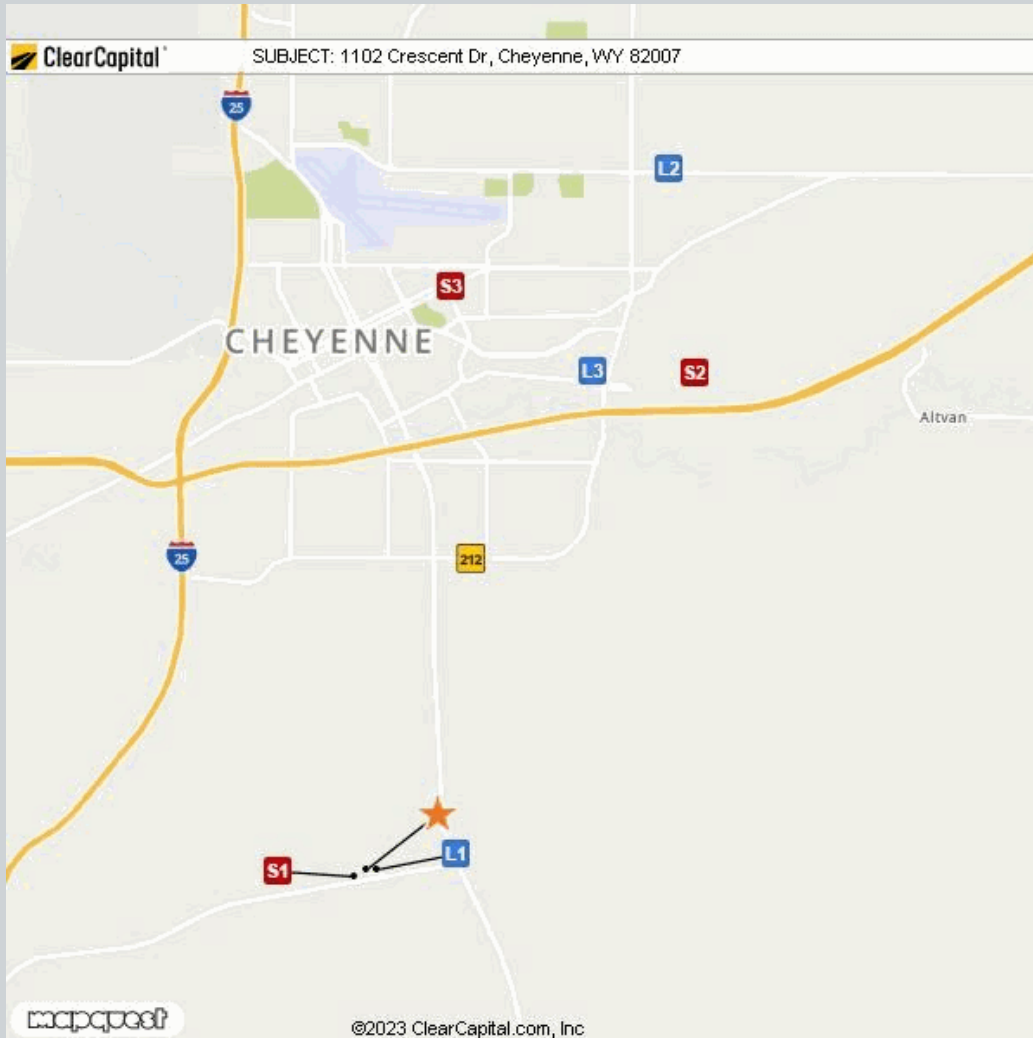 ClearCapital
SUBJECT: 1102 Crescent Dr, Cheyenne, WY 82007
25
L2
S3
CHEYENNE
L3
S2
Altvan
25
212
L1
S1
mapquest
©2023 ClearCapital.com, Inc